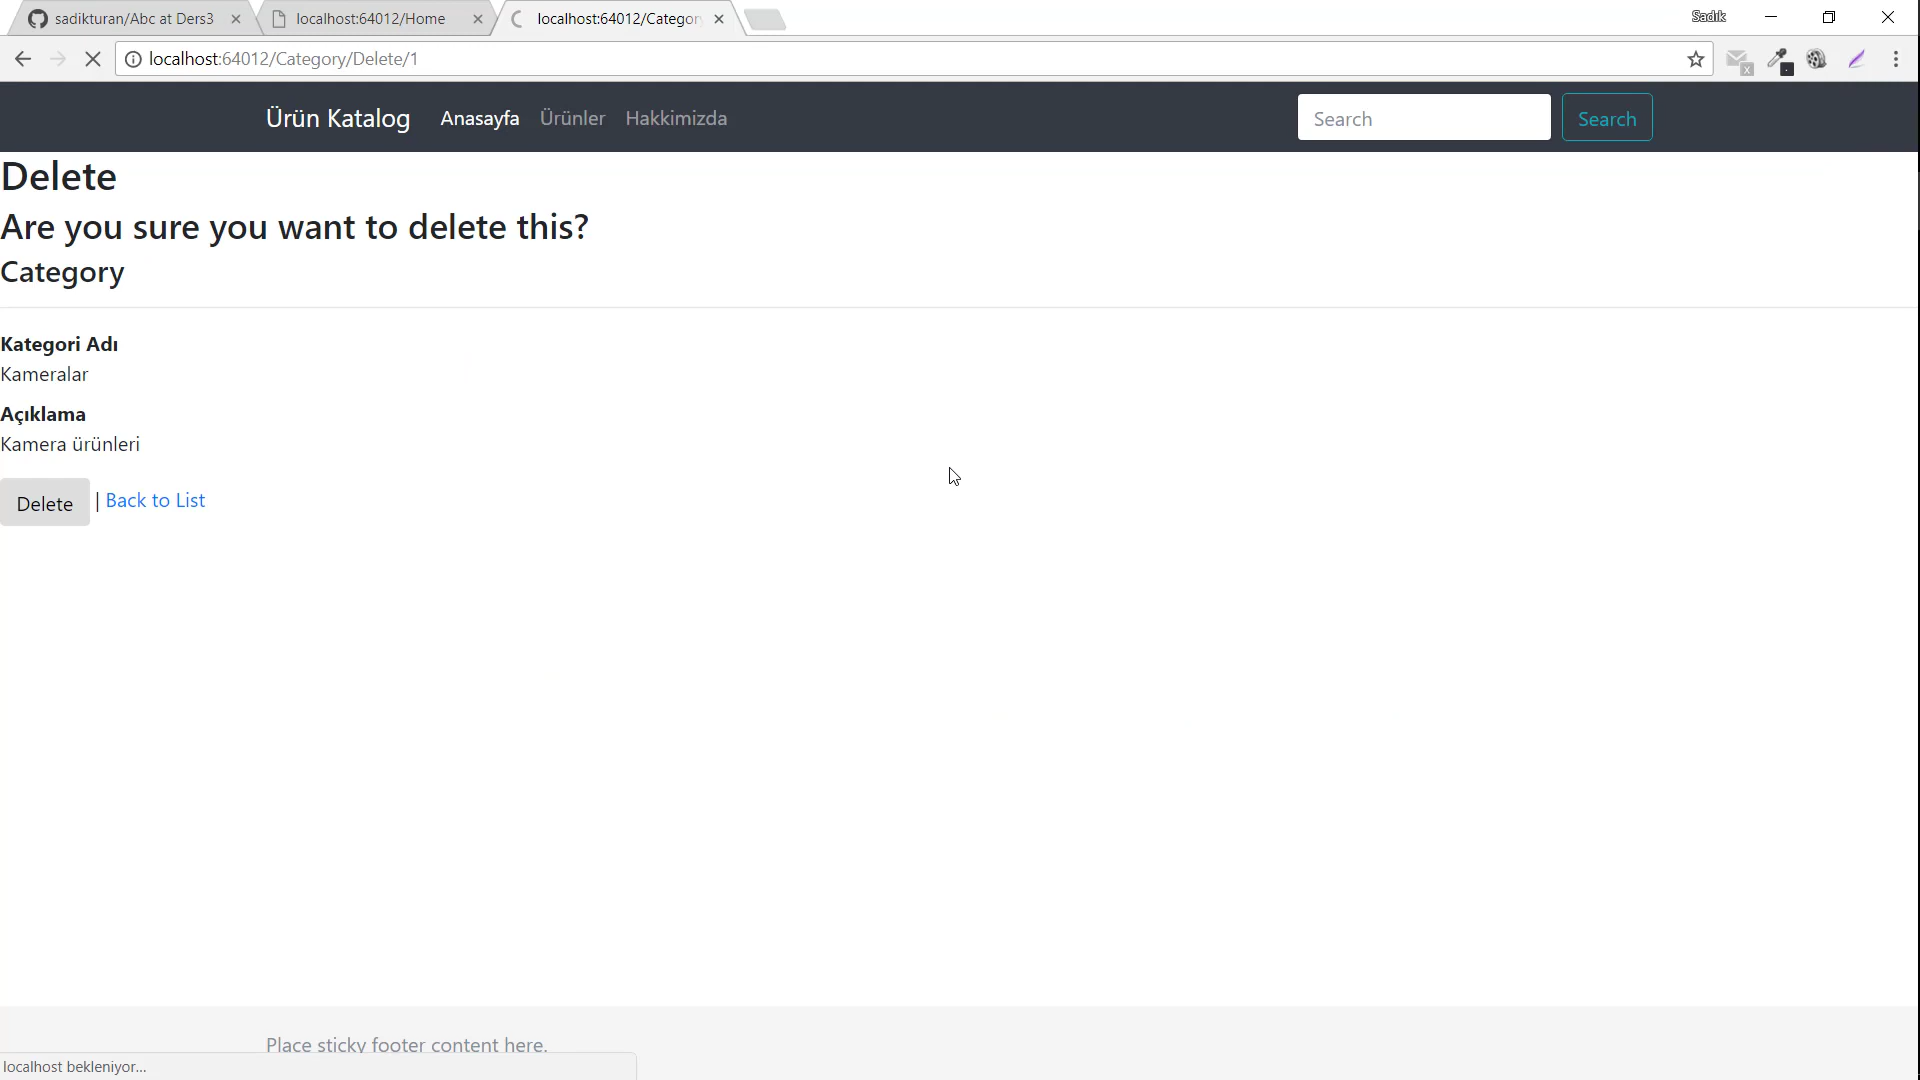 sadikturan/Abc at Ders3
localhost:64012/Home
localhost:64012/Category
Sadık
localhost:64012/Category/Delete/1
Ürün Katalog
Anasayfa
Ürünler
Hakkimizda
Search
Search
Delete
Are you sure you want to delete this?
Category
Kategori Adı
Kameralar
Açıklama
Kamera ürünleri
Delete | Back to List
Place sticky footer content here.
localhost bekleniyor...